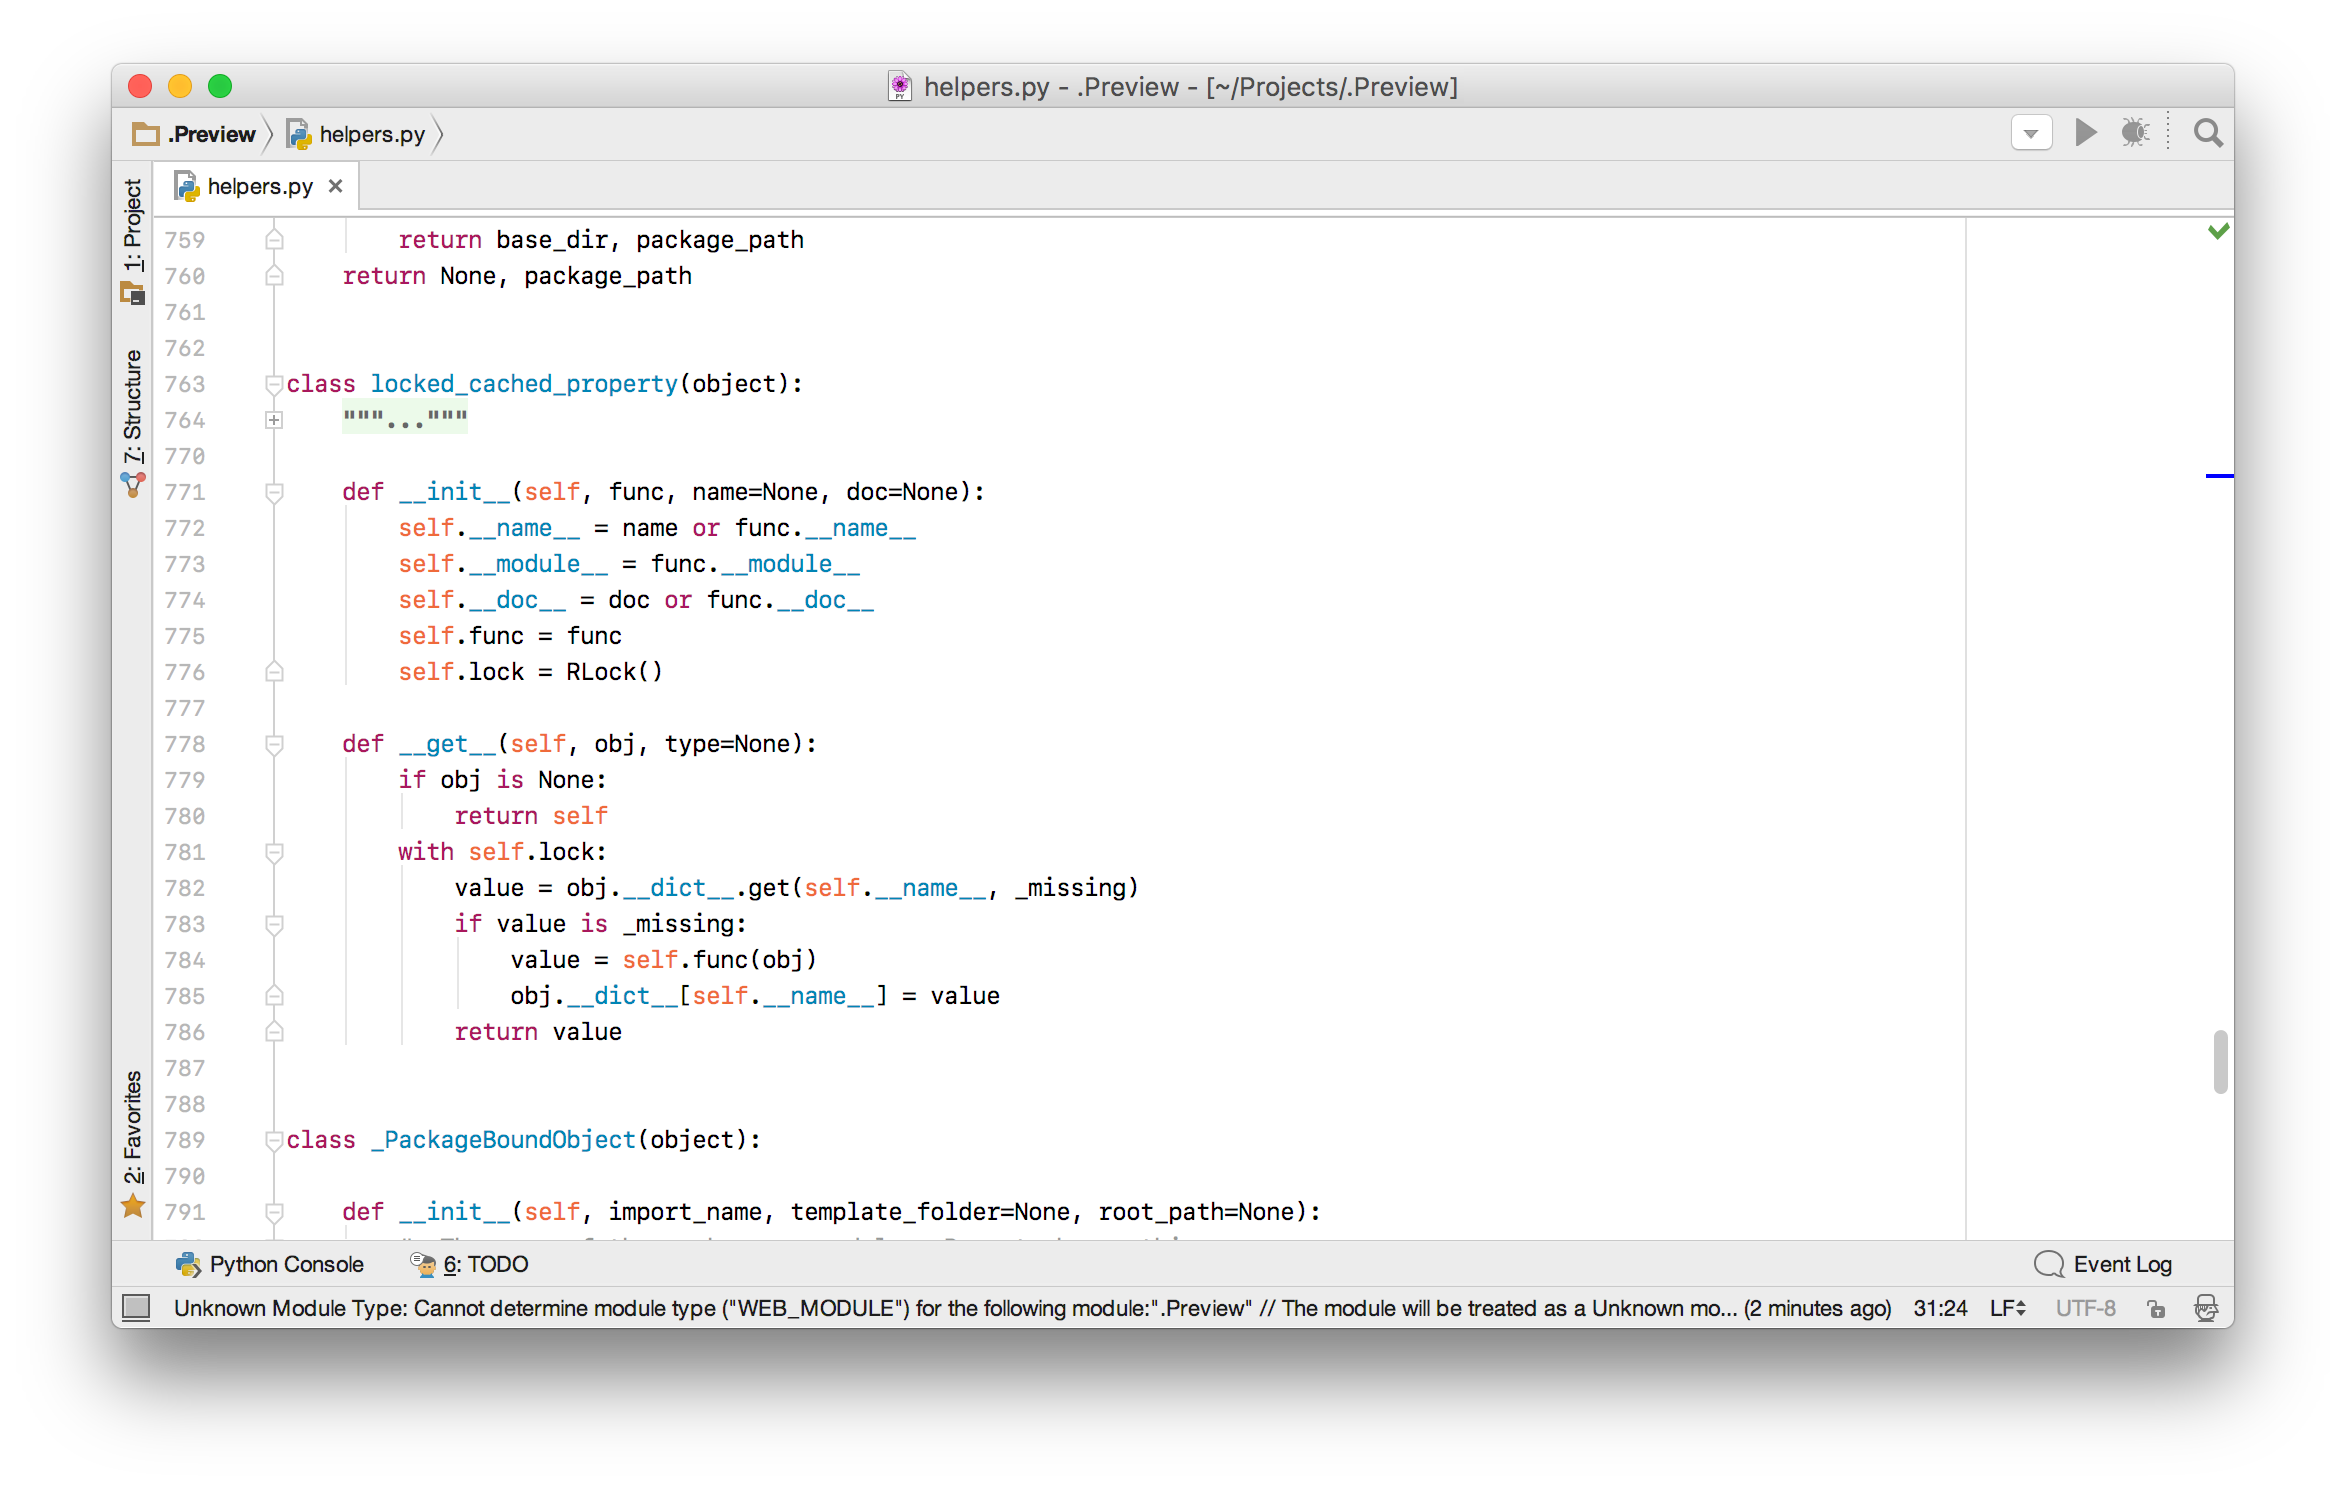 helpers.py - .Preview - [~/Projects/.Preview]
.Preview
helpers.py
1: Project
7: Structure
2: Favorites
helpers.py
759 return base_dir, package_path
760 return None, package_path
761
762
763 class locked_cached_property(object):
764 """..."""
770
771 def __init__(self, func, name=None, doc=None):
772 self.__name__ = name or func.__name__
773 self.__module__ = func.__module__
774 self.__doc__ = doc or func.__doc__
775 self.func = func
776 self.lock = RLock()
777
778 def __get__(self, obj, type=None):
779 if obj is None:
780 return self
781 with self.lock:
782 value = obj.__dict__.get(self.__name__, _missing)
783 if value is _missing:
784 value = self.func(obj)
785 obj.__dict__[self.__name__] = value
786 return value
787
788
789 class _PackageBoundObject(object):
790
791 def __init__(self, import_name, template_folder=None, root_path=None):
Python Console
6: TODO
Event Log
Unknown Module Type: Cannot determine module type ("WEB_MODULE") for the following module:".Preview" // The module will be treated as a Unknown mo... (2 minutes ago)
31:24
LF
UTF-8